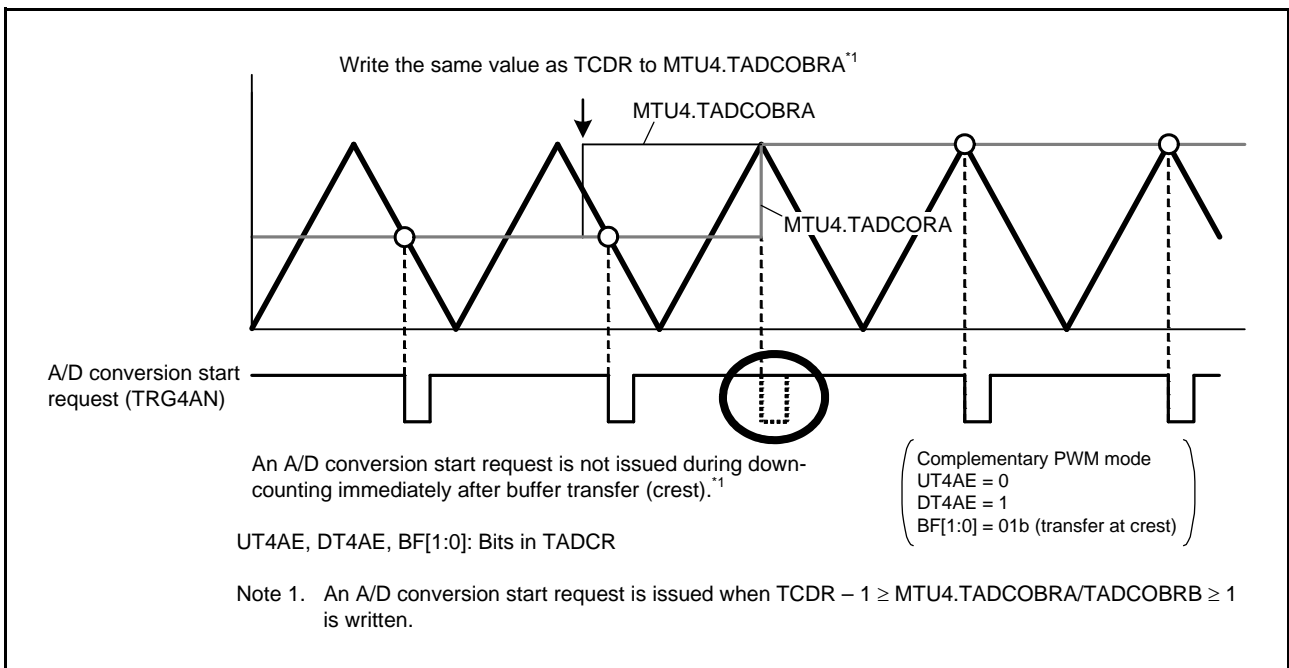 Write the same value as TCDR to MTU4.TADCOBRA*1
MTU4.TADCOBRA
MTU4.TADCORA
A/D conversion start
request (TRG4AN)
An A/D conversion start request is not issued during down-
counting immediately after buffer transfer (crest).*1
Complementary PWM mode
UT4AE = 0
DT4AE = 1
BF[1:0] = 01b (transfer at crest)
UT4AE, DT4AE, BF[1:0]: Bits in TADCR
Note 1. An A/D conversion start request is issued when TCDR – 1 ≥ MTU4.TADCOBRA/TADCOBRB ≥ 1
is written.